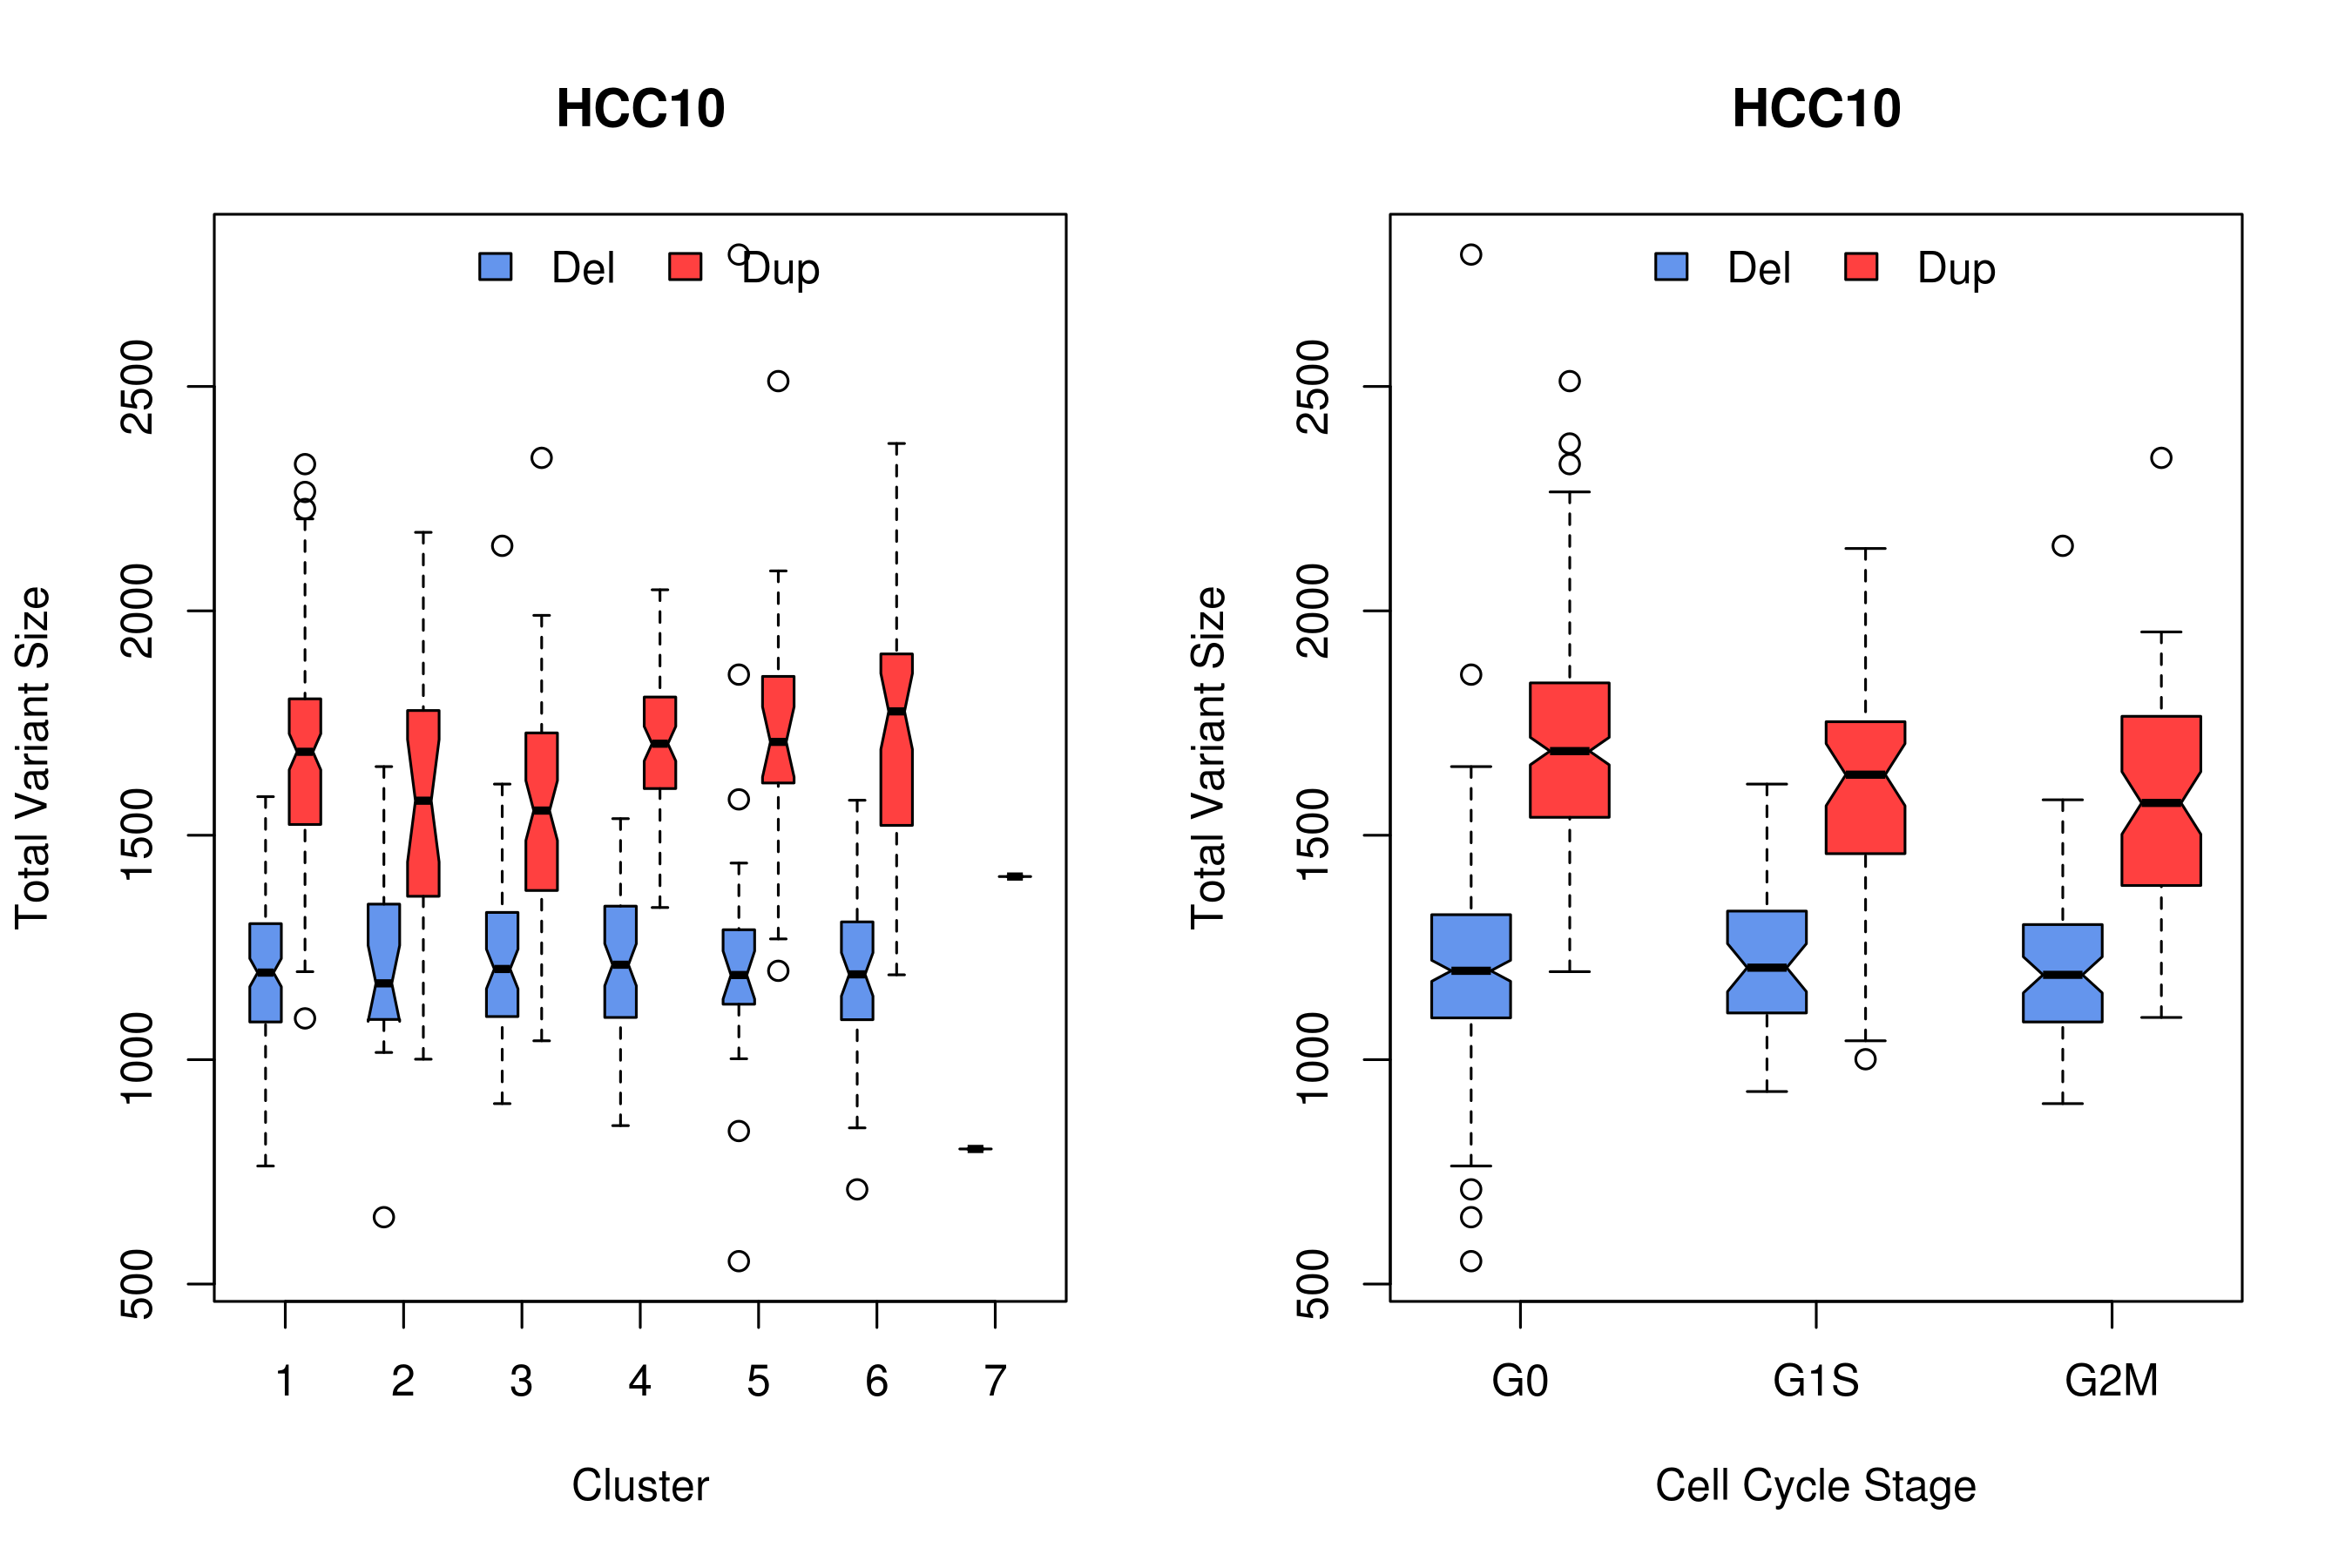 HCC10
Del Dup
Total Variant Size
2500
2000
1500
1000
500
1 2 3 4 5 6 7
Cluster
HCC10
Del Dup
Total Variant Size
2500
2000
1500
1000
500
G0 G1S G2M
Cell Cycle Stage